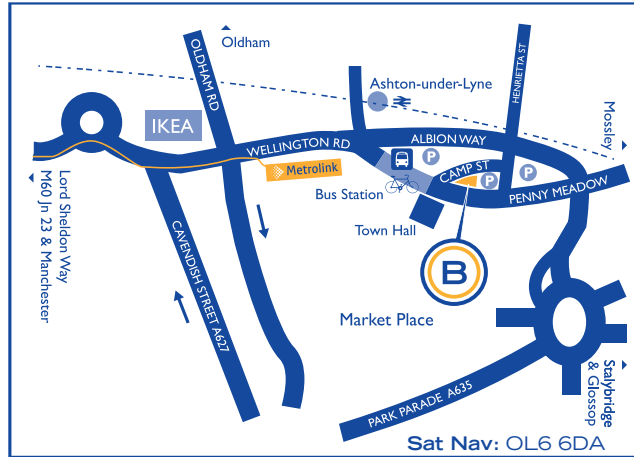 Oldham
OLDHAM RD
Ashton-under-Lyne
HENRIETTA ST
Mossley
IKEA
WELLINGTON RD
ALBION WAY
P
CAMP ST
P
P
Metrolink
Bus Station
PENNY MEADOW
Town Hall
Lord Sheldon Way
M60 Jn 23 & Manchester
CAVENDISH STREET A627
B
Market Place
Stalybridge
& Glossop
PARK PARADE A635
Sat Nav: OL6 6DA